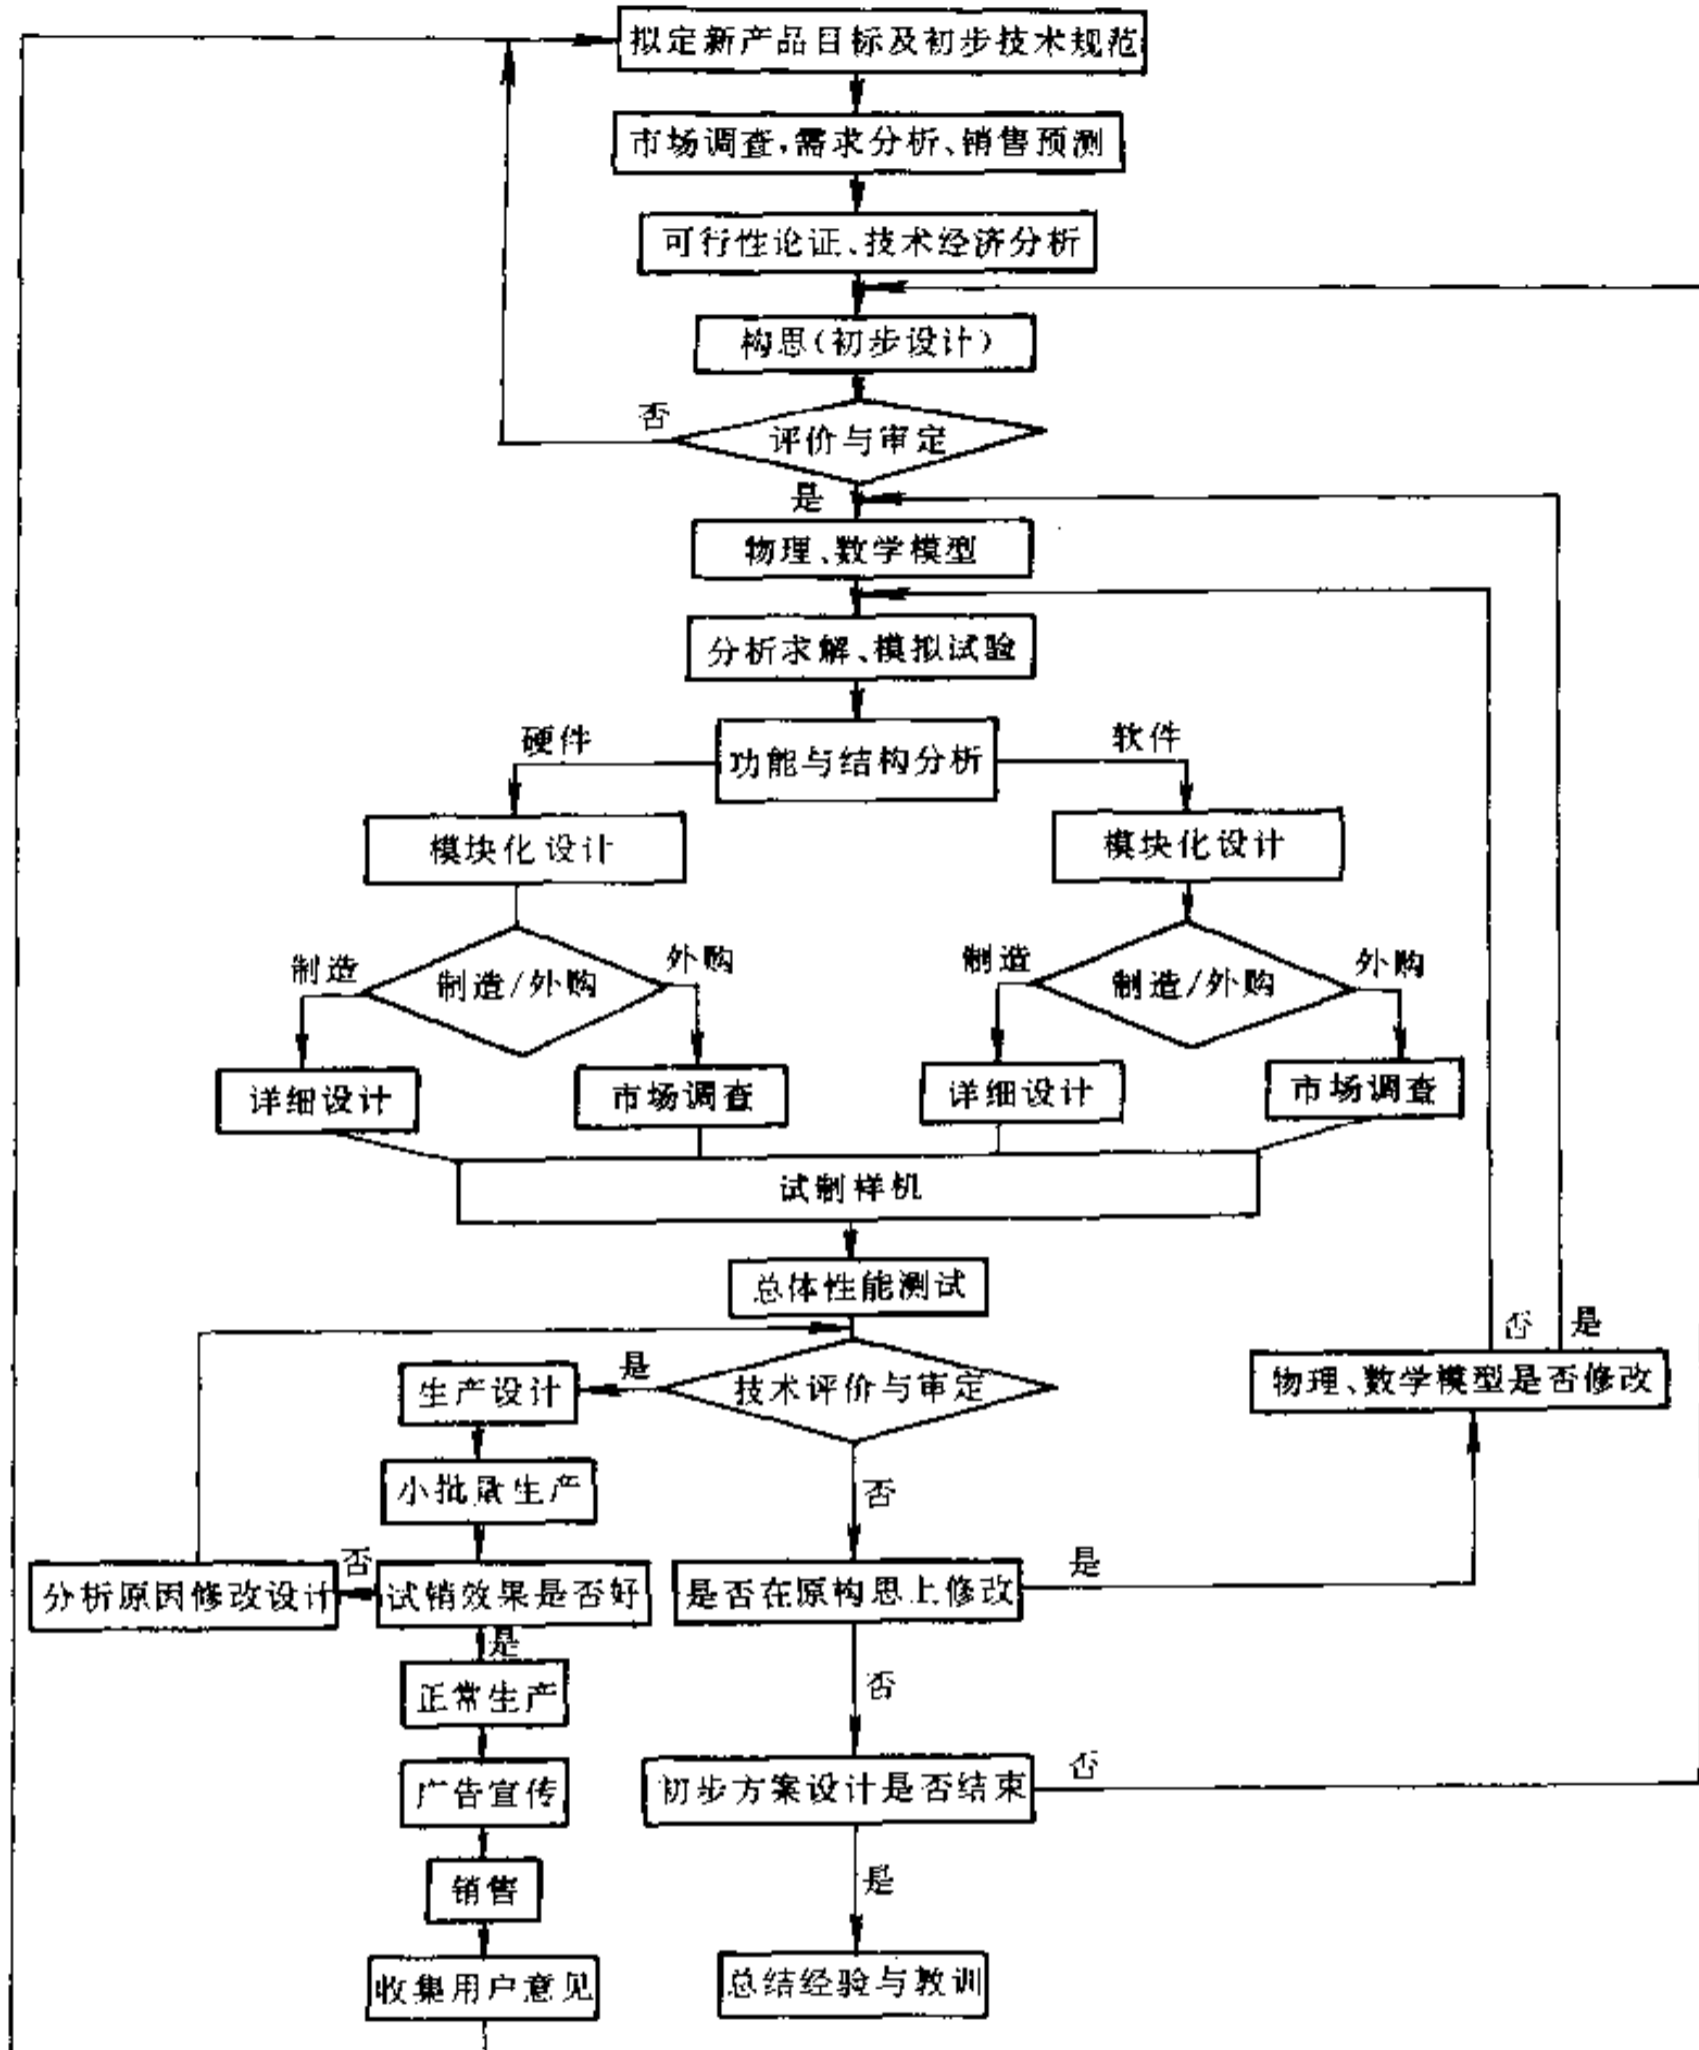 拟定新产品目标及初步技术规范
市场调查,需求分析、销售预测
可行性论证、技术经济分析
构思(初步设计)
否
评价与审定
是
物理、数学模型
分析求解、模拟试验
硬件
功能与结构分析
软件
模块化设计
模块化设计
制造
制造/外购
外购
制造
制造/外购
外购
详细设计
市场调查
详细设计
市场调查
试制样机
总体性能测试
否
是
生产设计
是
技术评价与审定
物理、数学模型是否修改
小批量生产
否
分析原因修改设计
否
试销效果是否好
是否在原构思上修改
是
是
正常生产
否
广告宣传
初步方案设计是否结束
否
销售
是
收集用户意见
总结经验与教训